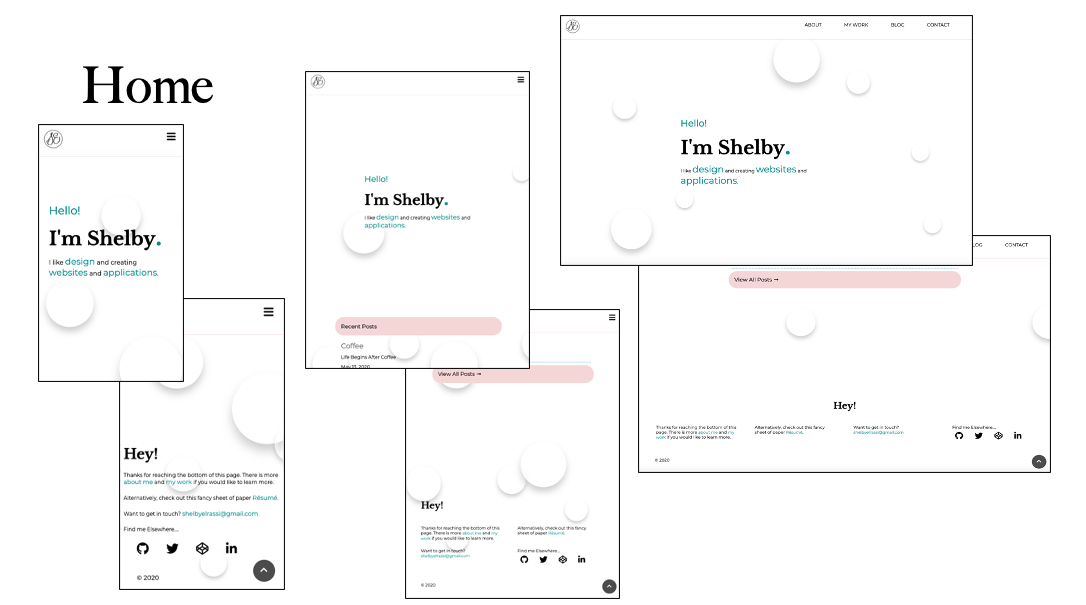 Home
Hello!
I'm Shelby.
I like design and creating
websites and applications.
Hey!
Thanks for reaching the bottom of this page. There is more
about me and my work if you would like to learn more.
Alternatively, check out this fancy sheet of paper Résumé.
Want to get in touch? shelbyelrassi@gmail.com
Find me Elsewhere...
© 2020
Hello!
I'm Shelby.
I like design and creating websites and
applications.
Recent Posts
Coffee
Life Begins After Coffee
May 13, 2020
View All Posts →
Hey!
Thanks for reaching the bottom of this
page. There is more about me and my
work if you would like to learn more.
Alternatively, check out this fancy
sheet of paper Résumé.
Want to get in touch?
shelbyelrassi@gmail.com
Find me Elsewhere...
© 2020
ABOUT MY WORK BLOG CONTACT
Hello!
I'm Shelby.
I like design and creating websites and
applications.
LOG CONTACT
View All Posts →
Hey!
Thanks for reaching the bottom of this
page. There is more about me and my
work if you would like to learn more.
Alternatively, check out this fancy
sheet of paper Résumé.
Want to get in touch?
shelbyelrassi@gmail.com
Find me Elsewhere...
© 2020